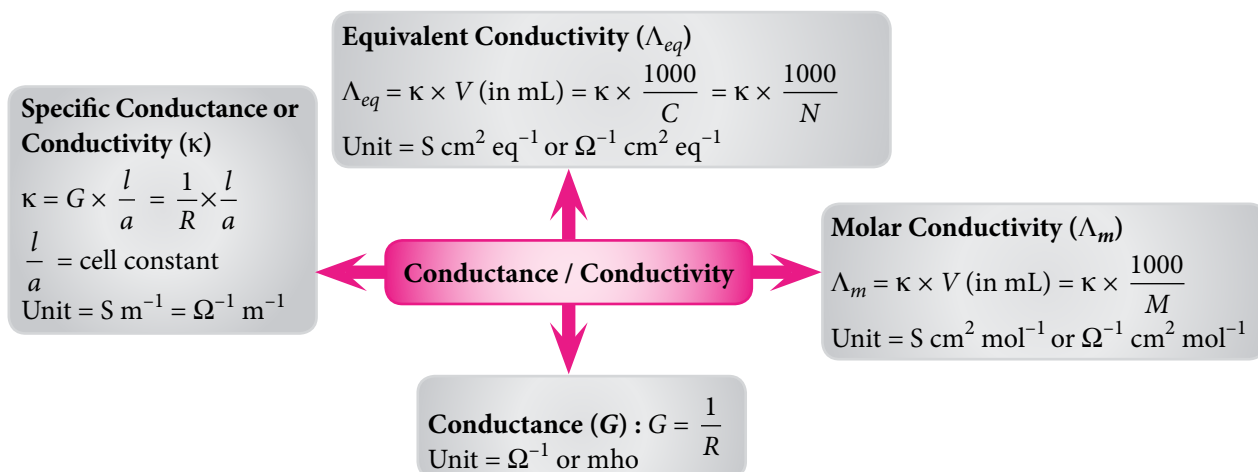 Equivalent Conductivity (Λeq)
Λeq = κ × V (in mL) = κ × 1000/C = κ × 1000/N
Unit = S cm² eq⁻¹ or Ω⁻¹ cm² eq⁻¹
Specific Conductance or
Conductivity (κ)
κ = G × l/a = 1/R × l/a
l/a = cell constant
Unit = S m⁻¹ = Ω⁻¹ m⁻¹
Conductance / Conductivity
Molar Conductivity (Λm)
Λm = κ × V (in mL) = κ × 1000/M
Unit = S cm² mol⁻¹ or Ω⁻¹ cm² mol⁻¹
Conductance (G) : G = 1/R
Unit = Ω⁻¹ or mho